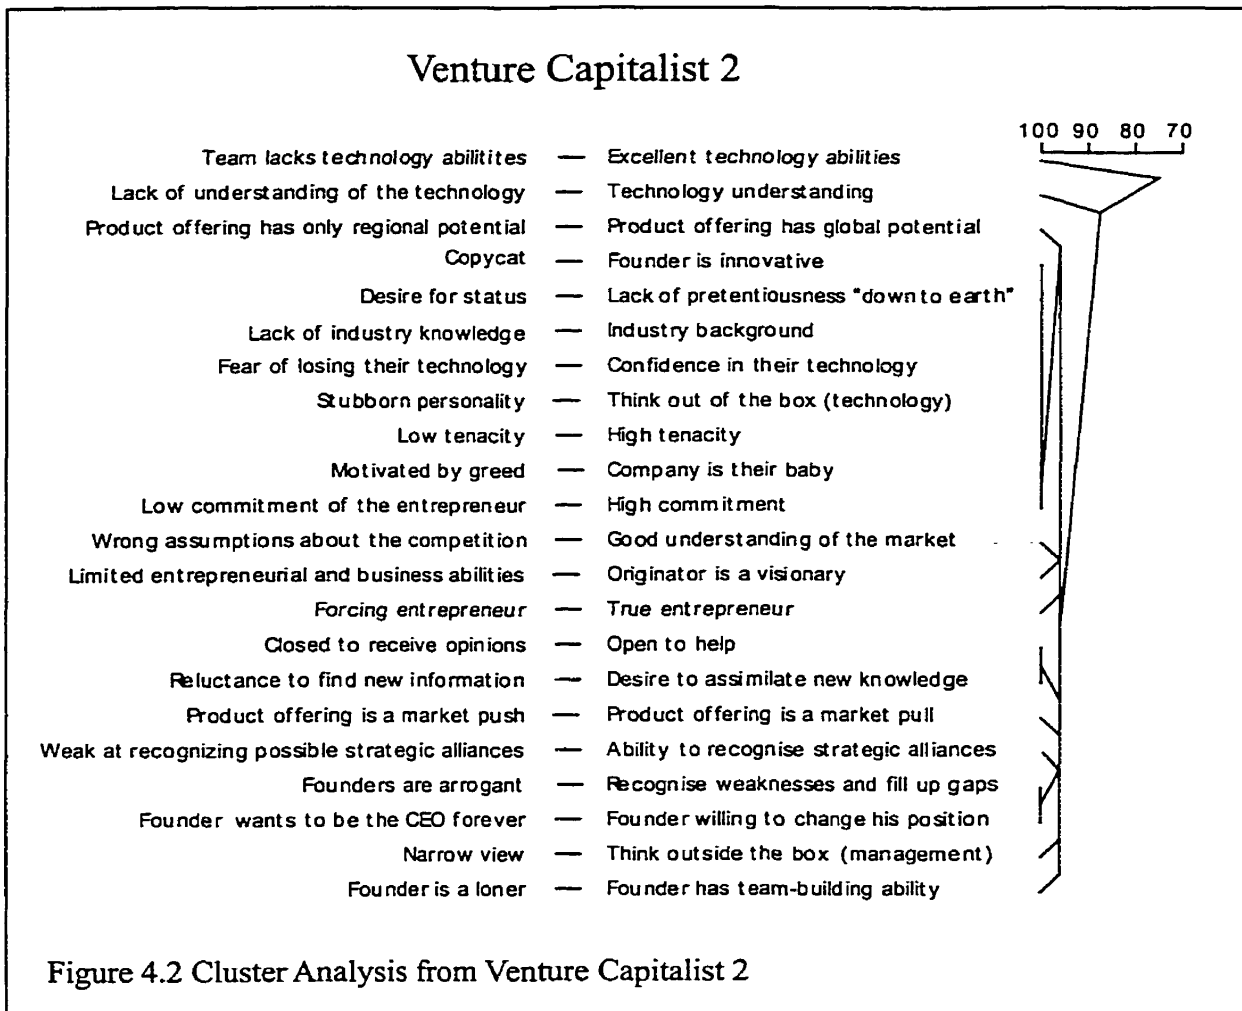 Venture Capitalist 2
100 90 80 70
Team lacks technology abilitites — Excellent technology abilities
Lack of understanding of the technology — Technology understanding
Product offering has only regional potential — Product offering has global potential
Copycat — Founder is innovative
Desire for status — Lack of pretentiousness "down to earth"
Lack of industry knowledge — Industry background
Fear of losing their technology — Confidence in their technology
Stubborn personality — Think out of the box (technology)
Low tenacity — High tenacity
Motivated by greed — Company is their baby
Low commitment of the entrepreneur — High commitment
Wrong assumptions about the competition — Good understanding of the market
Limited entrepreneurial and business abilities — Originator is a visionary
Forcing entrepreneur — True entrepreneur
Closed to receive opinions — Open to help
Reluctance to find new information — Desire to assimilate new knowledge
Product offering is a market push — Product offering is a market pull
Weak at recognizing possible strategic alliances — Ability to recognise strategic alliances
Founders are arrogant — Recognise weaknesses and fill up gaps
Founder wants to be the CEO forever — Founder willing to change his position
Narrow view — Think outside the box (management)
Founder is a loner — Founder has team-building ability
Figure 4.2 Cluster Analysis from Venture Capitalist 2